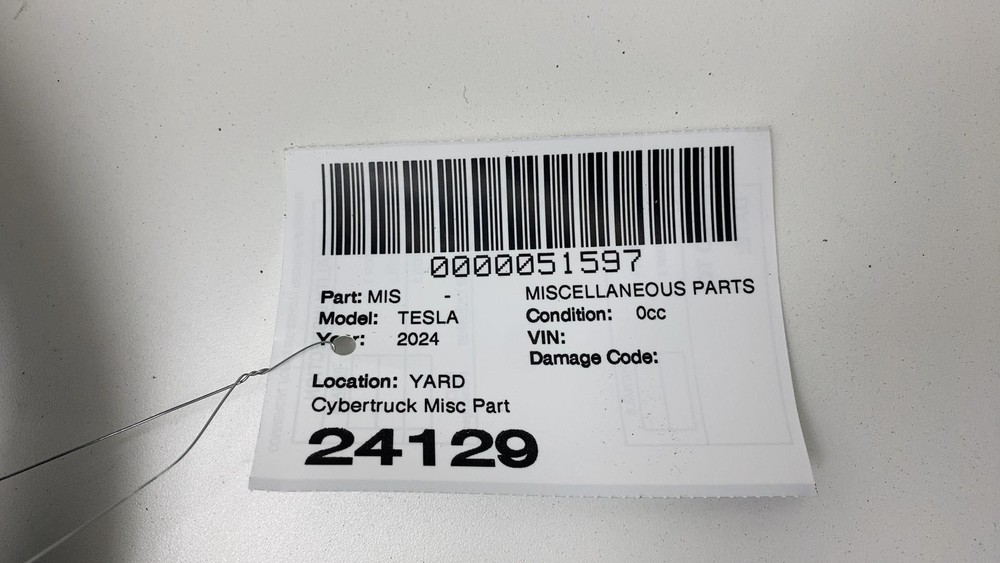 0000051597
Part: MIS - MISCELLANEOUS PARTS
Model: TESLA Condition: 0cc
Year: 2024 VIN:
Damage Code:
Location: YARD
Cybertruck Misc Part
24129